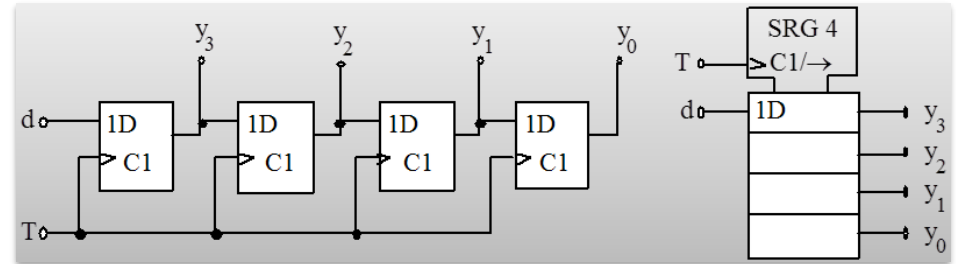 y3 y2 y1 y0
d 1D 1D 1D 1D
C1 C1 C1 C1
T
SRG 4
T C1/→
d 1D y3
y2
y1
y0